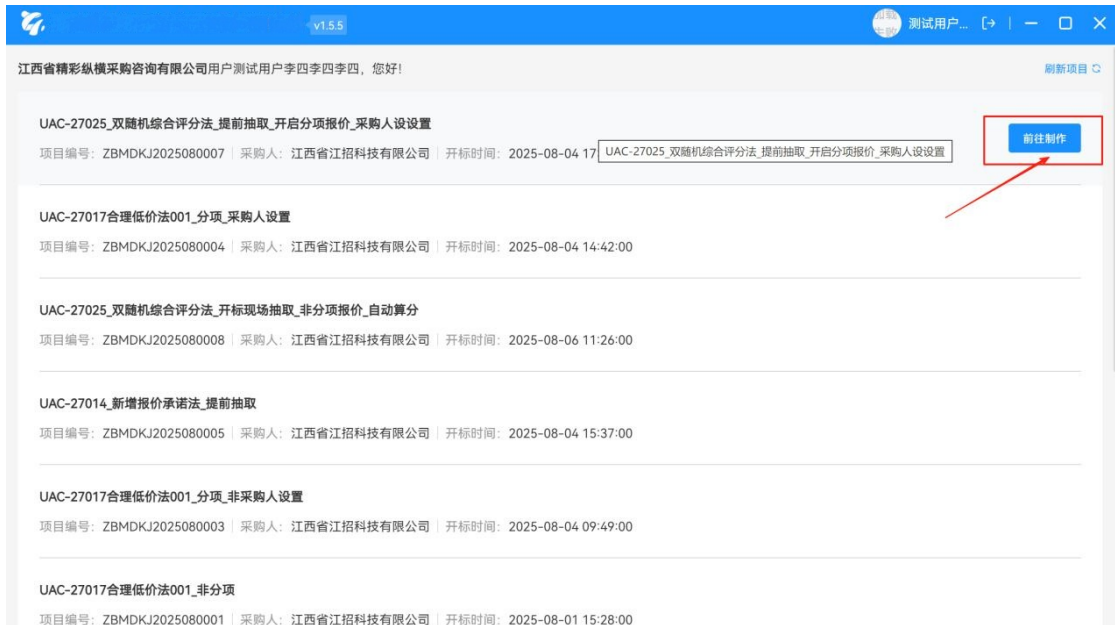 v1.5.5 测试用户...
江西省精彩纵横采购咨询有限公司用户测试用户李四李四李四，您好！ 刷新项目
UAC-27025_双随机综合评分法_提前抽取_开启分项报价_采购人设设置
前往制作
项目编号：ZBMDKJ2025080007 采购人：江西省江招科技有限公司 开标时间：2025-08-04 17: UAC-27025_双随机综合评分法_提前抽取_开启分项报价_采购人设设置
UAC-27017合理低价法001_分项_采购人设置
项目编号：ZBMDKJ2025080004 采购人：江西省江招科技有限公司 开标时间：2025-08-04 14:42:00
UAC-27025_双随机综合评分法_开标现场抽取_非分项报价_自动算分
项目编号：ZBMDKJ2025080008 采购人：江西省江招科技有限公司 开标时间：2025-08-06 11:26:00
UAC-27014_新增报价承诺法_提前抽取
项目编号：ZBMDKJ2025080005 采购人：江西省江招科技有限公司 开标时间：2025-08-04 15:37:00
UAC-27017合理低价法001_分项_非采购人设置
项目编号：ZBMDKJ2025080003 采购人：江西省江招科技有限公司 开标时间：2025-08-04 09:49:00
UAC-27017合理低价法001_非分项
项目编号：ZBMDKJ2025080001 采购人：江西省江招科技有限公司 开标时间：2025-08-01 15:28:00